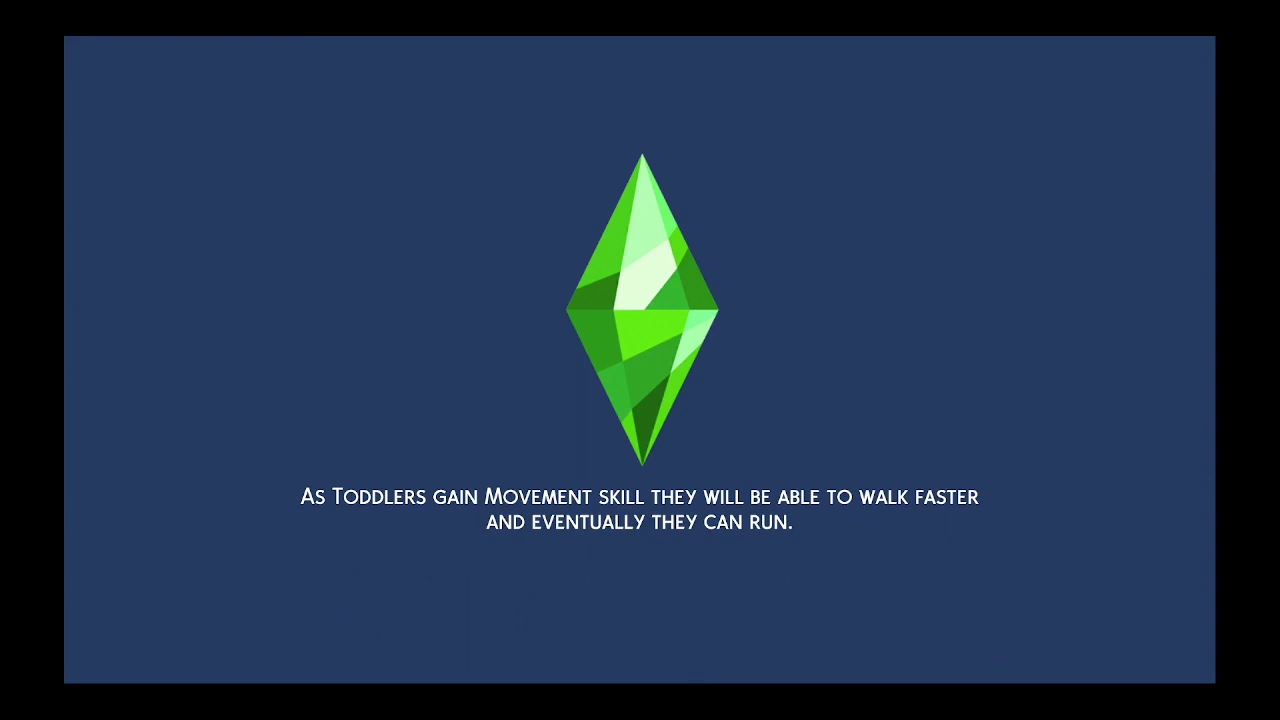 As Toddlers gain Movement skill they will be able to walk faster
and eventually they can run.